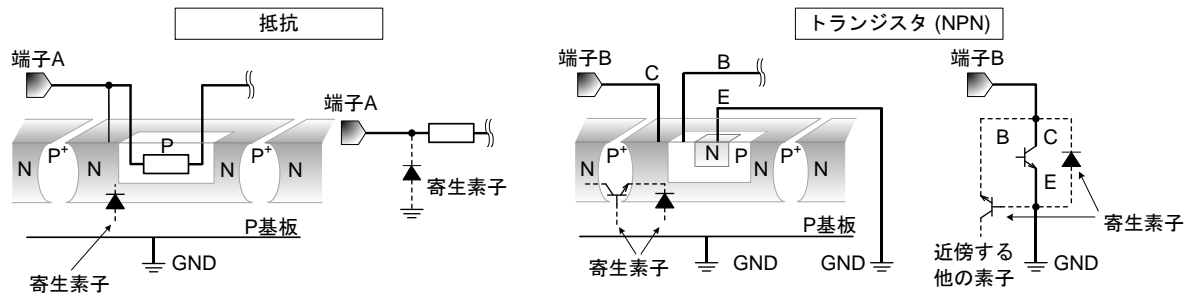 抵抗
トランジスタ (NPN)
端子A
N
P+
N
P
N
P+
N
P基板
GND
寄生素子
端子A
寄生素子
端子B
C
B
E
N
P+
N
P
N
P+
N
P基板
寄生素子
GND
GND
端子B
B
C
E
寄生素子
近傍する
他の素子
GND